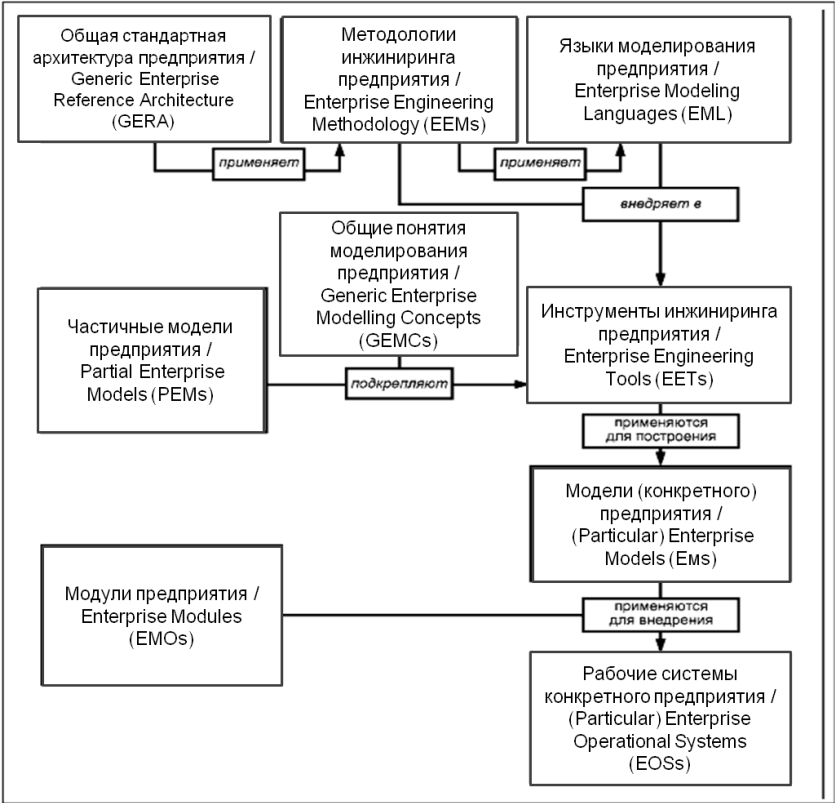 Общая стандартная
архитектура предприятия /
Generic Enterprise
Reference Architecture
(GERA)
Методологии
инжиниринга
предприятия /
Enterprise Engineering
Methodology (EEMs)
Языки моделирования
предприятия /
Enterprise Modeling
Languages (EML)
применяет
применяет
внедряет в
Общие понятия
моделирования
предприятия /
Generic Enterprise
Modelling Concepts
(GEMCs)
Частичные модели
предприятия /
Partial Enterprise
Models (PEMs)
Инструменты инжиниринга
предприятия /
Enterprise Engineering
Tools (EETs)
подкрепляют
применяются
для построения
Модели (конкретного)
предприятия /
(Particular) Enterprise
Models (Емs)
Модули предприятия /
Enterprise Modules
(EMOs)
применяются
для внедрения
Рабочие системы
конкретного предприятия /
(Particular) Enterprise
Operational Systems
(EOSs)